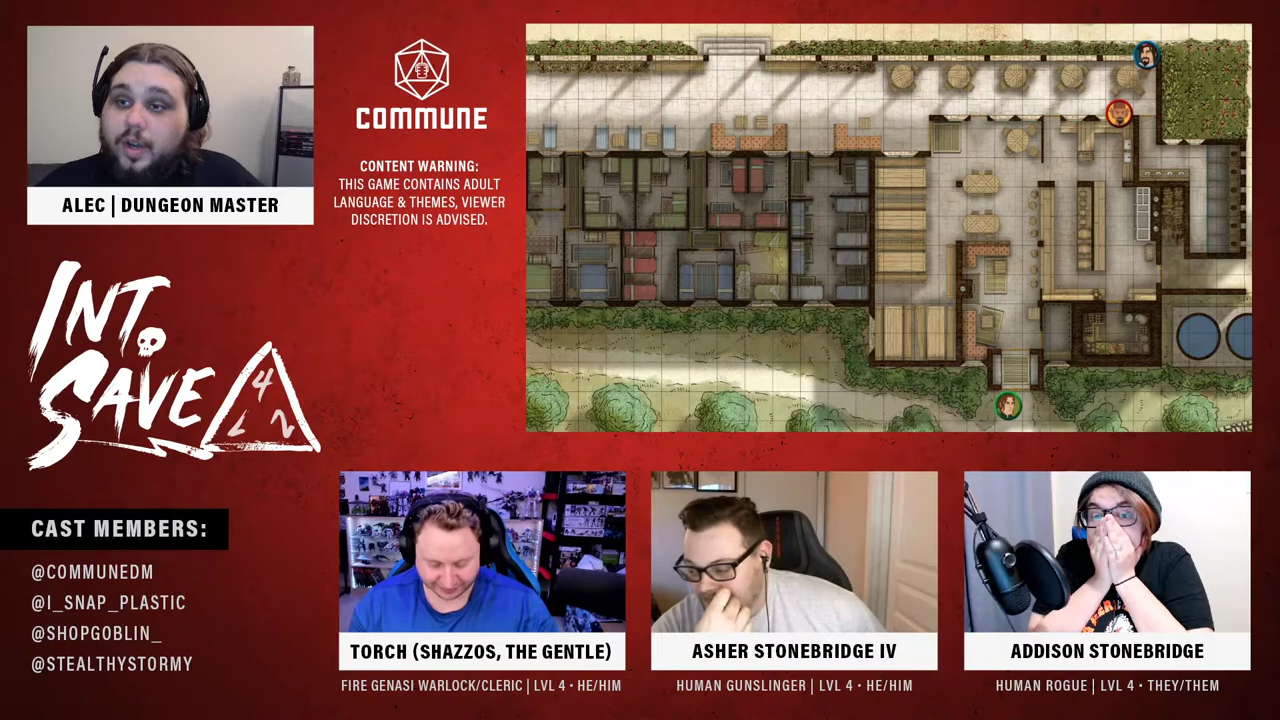 ALEC | DUNGEON MASTER
COMMUNE
CONTENT WARNING:
THIS GAME CONTAINS ADULT
LANGUAGE & THEMES, VIEWER
DISCRETION IS ADVISED.
INT.
SAVE
4
2
CAST MEMBERS:
@COMMUNEDM
@I_SNAP_PLASTIC
@SHOPGOBLIN_
@STEALTHYSTORMY
TORCH (SHAZZOS, THE GENTLE)
FIRE GENASI WARLOCK/CLERIC | LVL 4 • HE/HIM
ASHER STONEBRIDGE IV
HUMAN GUNSLINGER | LVL 4 • HE/HIM
ADDISON STONEBRIDGE
HUMAN ROGUE | LVL 4 • THEY/THEM